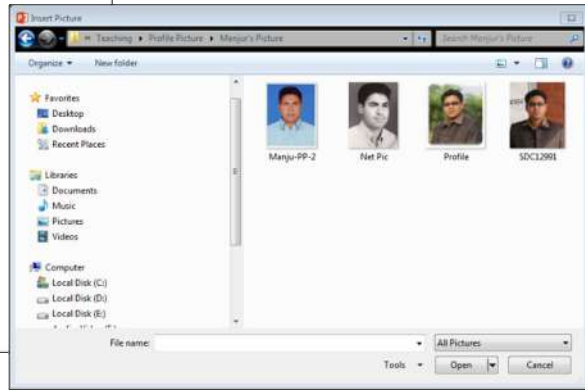 Insert Picture
Teaching ▸ Profile Picture ▸ Manjur's Picture
Search Manjur's Picture
Organize
New folder
Favorites
Desktop
Downloads
Recent Places
Libraries
Documents
Music
Pictures
Videos
Computer
Local Disk (C:)
Local Disk (D:)
Local Disk (E:)
Manju-PP-2
Net Pic
Profile
SDC12991
File name:
All Pictures
Tools
Open
Cancel